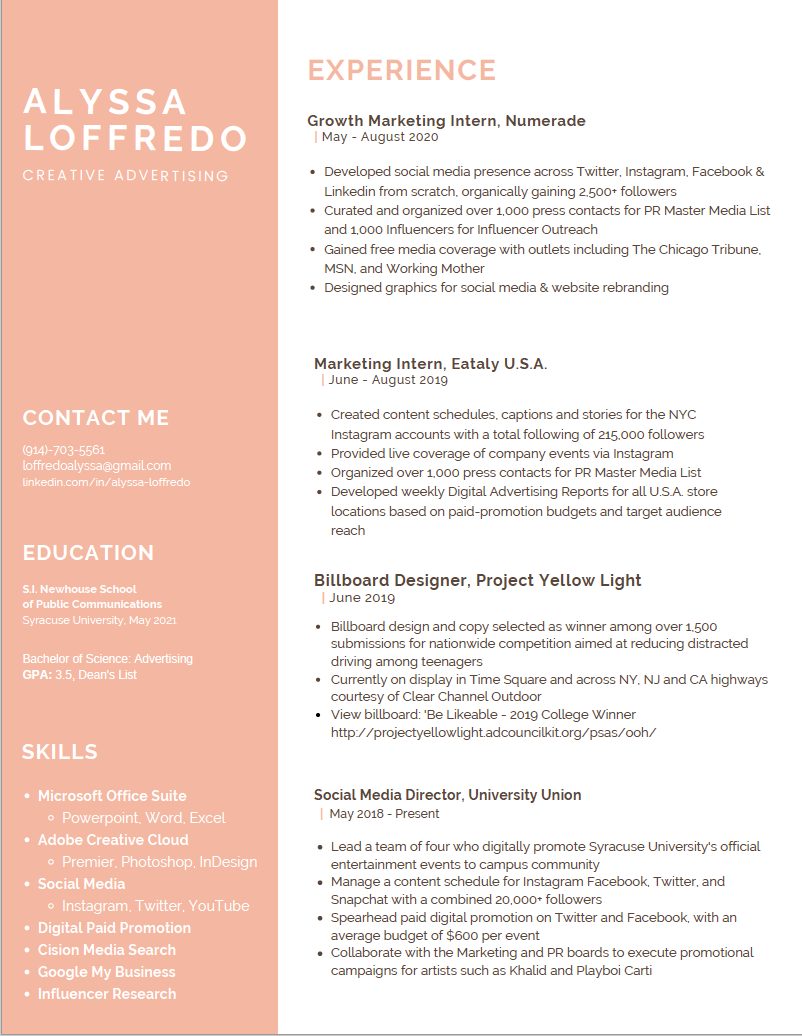 ALYSSA
LOFFREDO
CREATIVE ADVERTISING
CONTACT ME
(914)-703-5561
loffredoalyssa@gmail.com
linkedin.com/in/alyssa-loffredo
EDUCATION
S.I. Newhouse School
of Public Communications
Syracuse University, May 2021
Bachelor of Science: Advertising
GPA: 3.5, Dean's List
SKILLS
• Microsoft Office Suite
◦ Powerpoint, Word, Excel
• Adobe Creative Cloud
◦ Premier, Photoshop, InDesign
• Social Media
◦ Instagram, Twitter, YouTube
• Digital Paid Promotion
• Cision Media Search
• Google My Business
• Influencer Research
EXPERIENCE
Growth Marketing Intern, Numerade
| May - August 2020
• Developed social media presence across Twitter, Instagram, Facebook &
Linkedin from scratch, organically gaining 2,500+ followers
• Curated and organized over 1,000 press contacts for PR Master Media List
and 1,000 Influencers for Influencer Outreach
• Gained free media coverage with outlets including The Chicago Tribune,
MSN, and Working Mother
• Designed graphics for social media & website rebranding
Marketing Intern, Eataly U.S.A.
| June - August 2019
• Created content schedules, captions and stories for the NYC
Instagram accounts with a total following of 215,000 followers
• Provided live coverage of company events via Instagram
• Organized over 1,000 press contacts for PR Master Media List
• Developed weekly Digital Advertising Reports for all U.S.A. store
locations based on paid-promotion budgets and target audience
reach
Billboard Designer, Project Yellow Light
| June 2019
• Billboard design and copy selected as winner among over 1,500
submissions for nationwide competition aimed at reducing distracted
driving among teenagers
• Currently on display in Time Square and across NY, NJ and CA highways
courtesy of Clear Channel Outdoor
• View billboard: 'Be Likeable - 2019 College Winner
http://projectyellowlight.adcouncilkit.org/psas/ooh/
Social Media Director, University Union
| May 2018 - Present
• Lead a team of four who digitally promote Syracuse University's official
entertainment events to campus community
• Manage a content schedule for Instagram Facebook, Twitter, and
Snapchat with a combined 20,000+ followers
• Spearhead paid digital promotion on Twitter and Facebook, with an
average budget of $600 per event
• Collaborate with the Marketing and PR boards to execute promotional
campaigns for artists such as Khalid and Playboi Carti